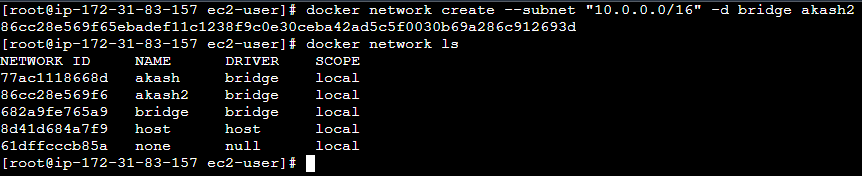 [root@ip-172-31-83-157 ec2-user]# docker network create --subnet "10.0.0.0/16" -d bridge akash2
86cc28e569f65ebadef11c1238f9c0e30ceba42ad5c5f0030b69a286c912693d
[root@ip-172-31-83-157 ec2-user]# docker network ls
NETWORK ID     NAME      DRIVER    SCOPE
77ac1118668d   akash     bridge    local
86cc28e569f6   akash2    bridge    local
682a9fe765a9   bridge    bridge    local
8d41d684a7f9   host      host      local
61dffcccb85a   none      null      local
[root@ip-172-31-83-157 ec2-user]#